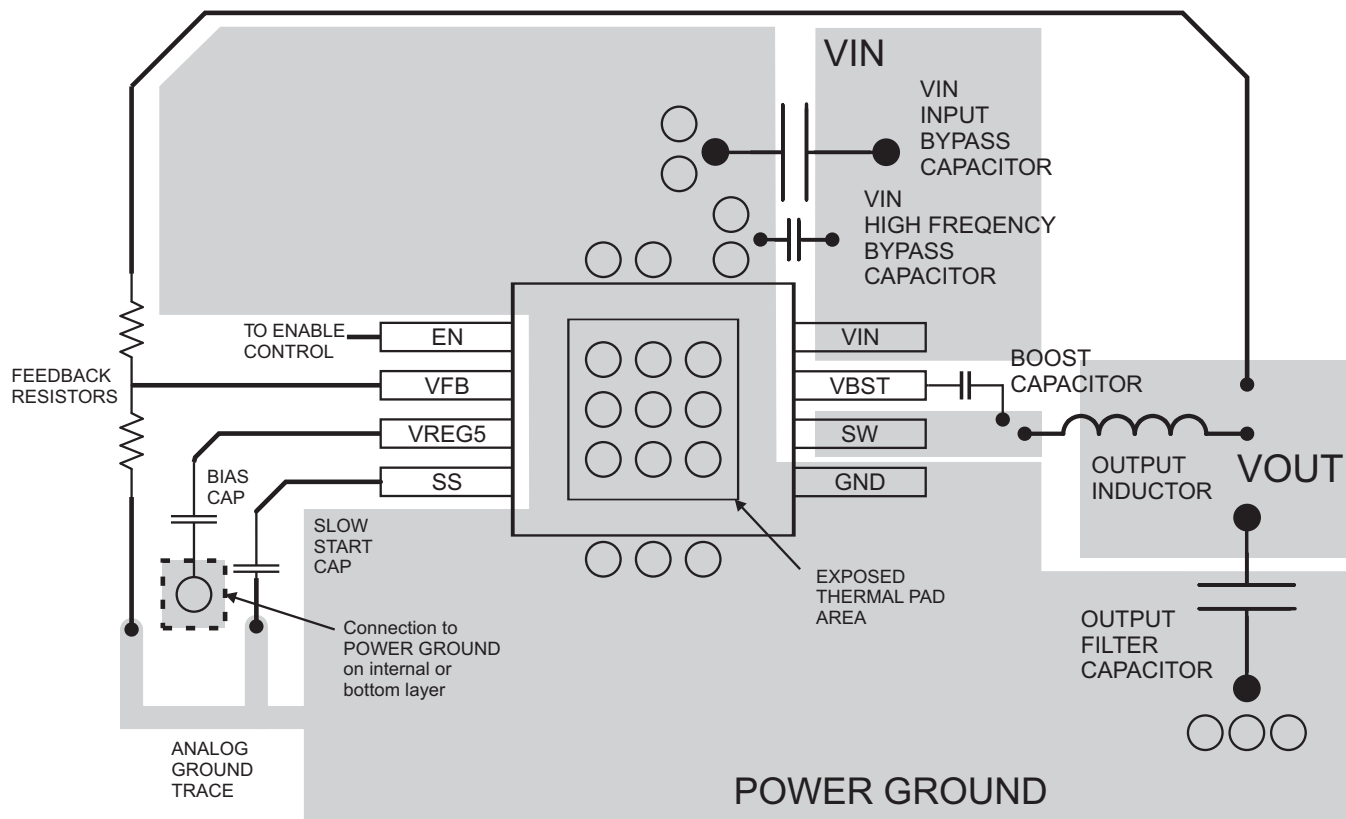 VIN
VIN
INPUT
BYPASS
CAPACITOR
VIN
HIGH FREQENCY
BYPASS
CAPACITOR
TO ENABLE
CONTROL
EN
VFB
VREG5
SS
VIN
VBST
SW
GND
FEEDBACK
RESISTORS
BOOST
CAPACITOR
BIAS
CAP
SLOW
START
CAP
OUTPUT
INDUCTOR
VOUT
EXPOSED
THERMAL PAD
AREA
Connection to
POWER GROUND
on internal or
bottom layer
OUTPUT
FILTER
CAPACITOR
ANALOG
GROUND
TRACE
POWER GROUND